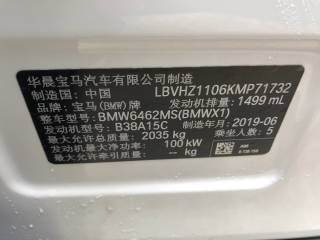 华晨宝马汽车有限公司制造
制造国: 中国 LBVHZ1106KMP71732
品牌: 宝马(BMW)牌 发动机排量: 1499 mL
整车型号: BMW6462MS(BMWX1)
发动机型号: B38A15C 制造年月: 2019-06
最大允许总质量: 2035 kg 乘坐人数: 5
发动机最大净功率: 100 kW
最大允许牵引质量: -- kg